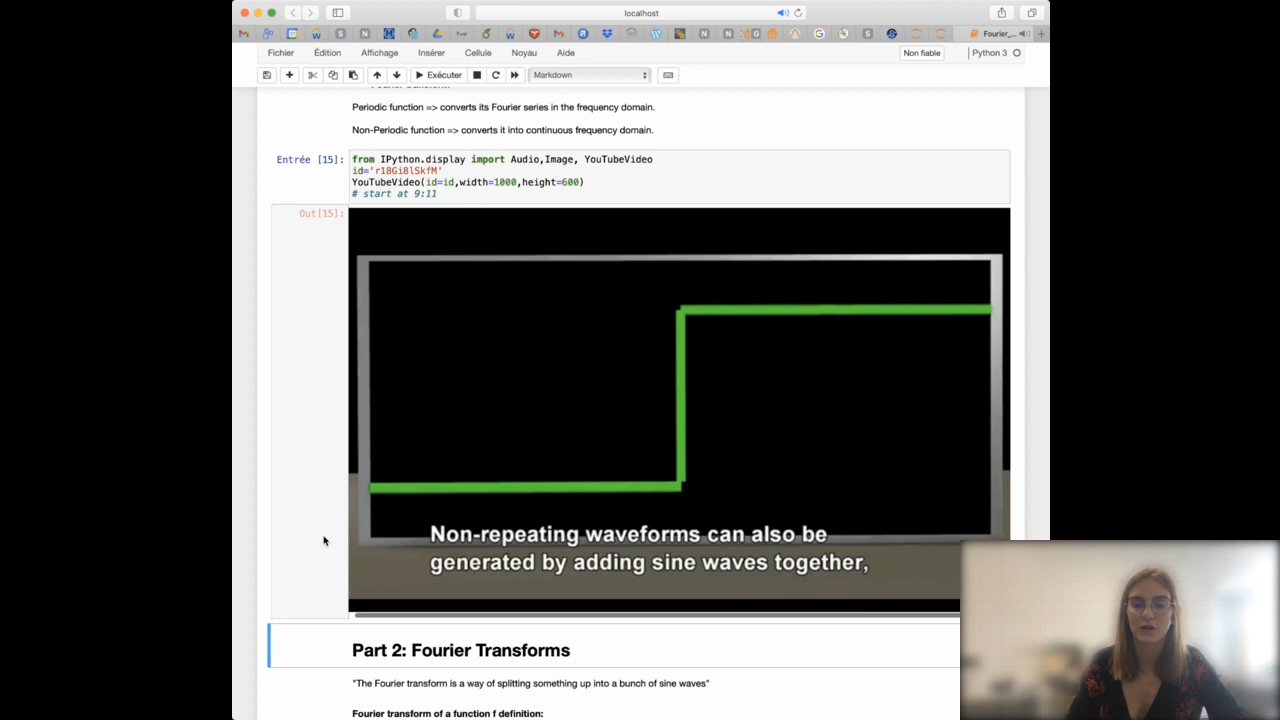 localhost
Fourier_...
Fichier Édition Affichage Insérer Cellule Noyau Aide
Non fiable
Python 3
Exécuter
Markdown
Periodic function => converts its Fourier series in the frequency domain.
Non-Periodic function => converts it into continuous frequency domain.
Entrée [15]:
from IPython.display import Audio,Image, YouTubeVideo
id='r18Gi8lSkfM'
YouTubeVideo(id=id,width=1000,height=600)
# start at 9:11
Out[15]:
Non-repeating waveforms can also be
generated by adding sine waves together,
Part 2: Fourier Transforms
"The Fourier transform is a way of splitting something up into a bunch of sine waves"
Fourier transform of a function f definition: